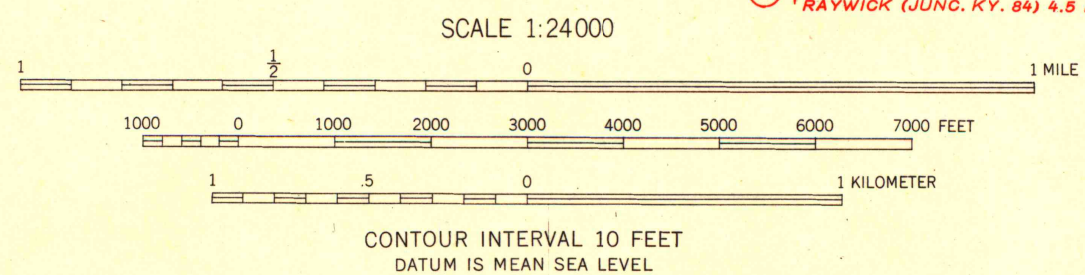 RAYWICK (JUNC. KY. 84) 4.5
SCALE 1:24000
1 1/2 0 1 MILE
1000 0 1000 2000 3000 4000 5000 6000 7000 FEET
1 .5 0 1 KILOMETER
CONTOUR INTERVAL 10 FEET
DATUM IS MEAN SEA LEVEL